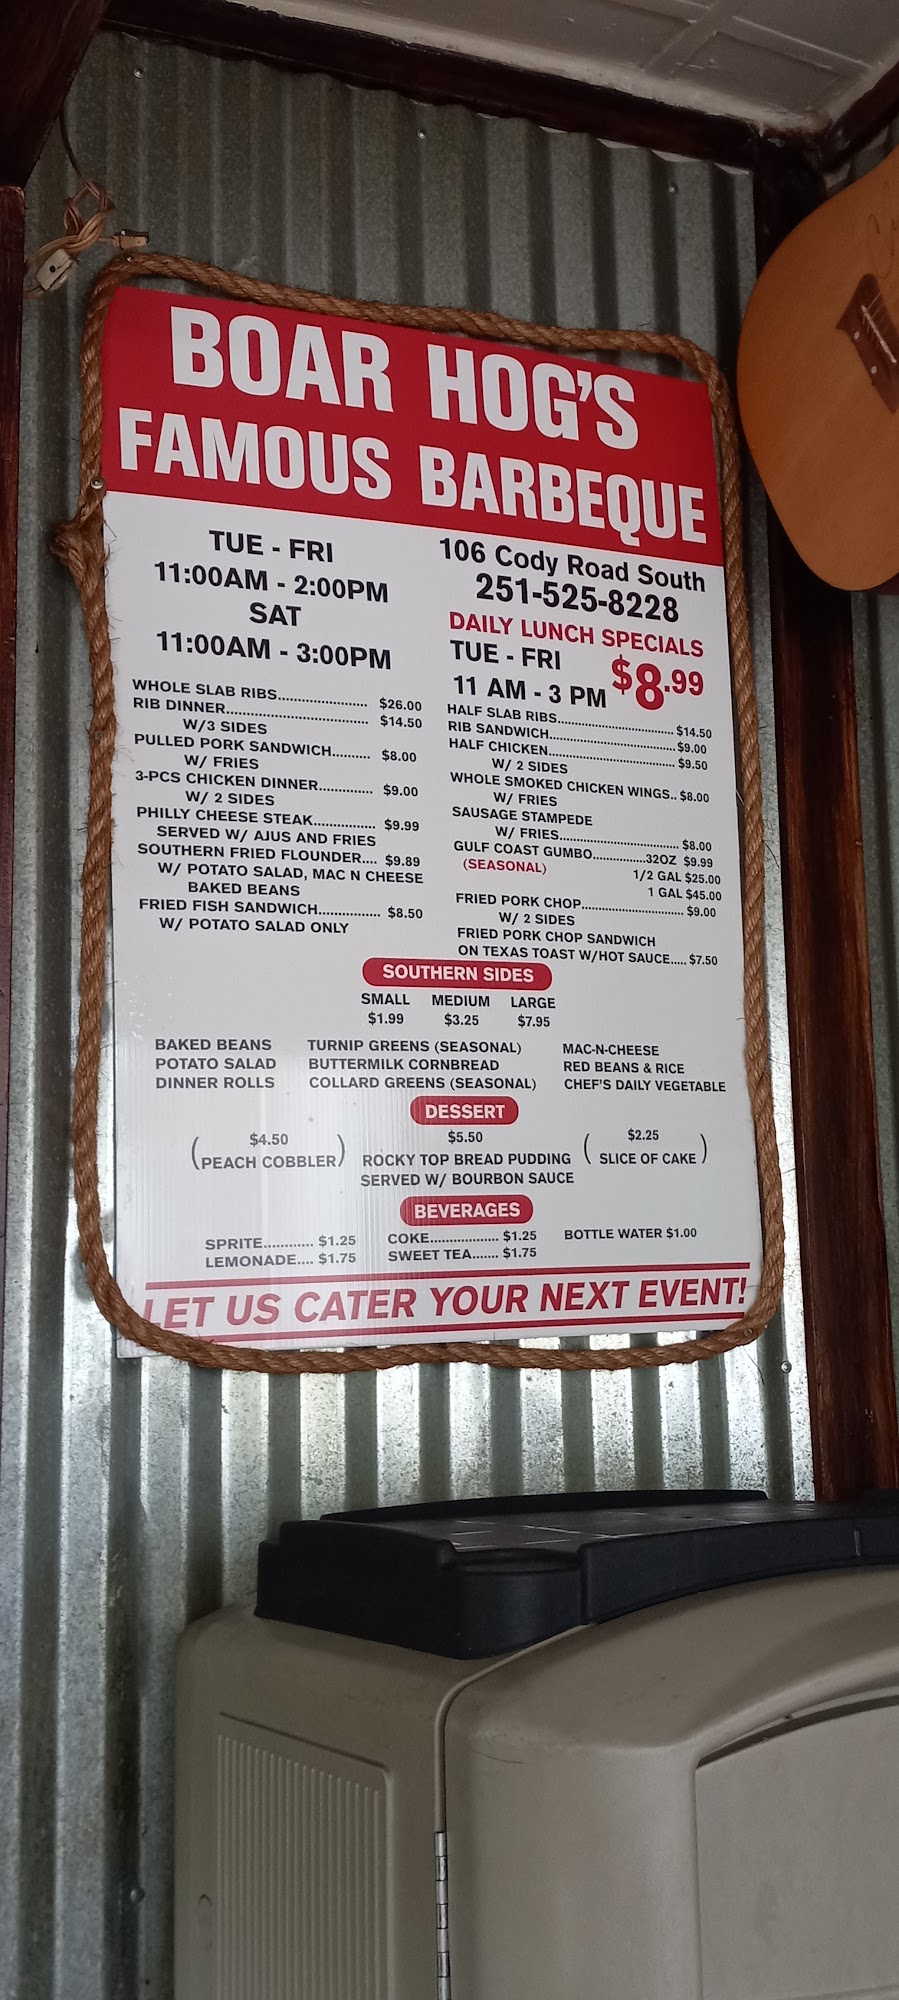 BOAR HOG'S
FAMOUS BARBEQUE
TUE - FRI
11:00AM - 2:00PM
SAT
11:00AM - 3:00PM
106 Cody Road South
251-525-8228
DAILY LUNCH SPECIALS
TUE - FRI
11 AM - 3 PM $8.99
WHOLE SLAB RIBS..................... $26.00
RIB DINNER.................................. $14.50
W/3 SIDES
PULLED PORK SANDWICH.......... $8.00
W/ FRIES
3-PCS CHICKEN DINNER.............. $9.00
W/ 2 SIDES
PHILLY CHEESE STEAK................ $9.99
SERVED W/ AJUS AND FRIES
SOUTHERN FRIED FLOUNDER.... $9.89
W/ POTATO SALAD, MAC N CHEESE
BAKED BEANS
FRIED FISH SANDWICH................ $8.50
W/ POTATO SALAD ONLY
HALF SLAB RIBS............................ $14.50
RIB SANDWICH..............................$9.00
HALF CHICKEN.............................. $9.50
W/ 2 SIDES
WHOLE SMOKED CHICKEN WINGS.. $8.00
W/ FRIES
SAUSAGE STAMPEDE
W/ FRIES............................. $8.00
GULF COAST GUMBO.............32OZ $9.99
(SEASONAL) 1/2 GAL $25.00
1 GAL $45.00
FRIED PORK CHOP......................... $9.00
W/ 2 SIDES
FRIED PORK CHOP SANDWICH
ON TEXAS TOAST W/HOT SAUCE..... $7.50
SOUTHERN SIDES
SMALL MEDIUM LARGE
$1.99 $3.25 $7.95
BAKED BEANS TURNIP GREENS (SEASONAL) MAC-N-CHEESE
POTATO SALAD BUTTERMILK CORNBREAD RED BEANS & RICE
DINNER ROLLS COLLARD GREENS (SEASONAL) CHEF'S DAILY VEGETABLE
DESSERT
$4.50 $5.50 $2.25
(PEACH COBBLER) ROCKY TOP BREAD PUDDING (SLICE OF CAKE)
SERVED W/ BOURBON SAUCE
BEVERAGES
SPRITE............ $1.25 COKE.................. $1.25 BOTTLE WATER $1.00
LEMONADE.... $1.75 SWEET TEA....... $1.75
LET US CATER YOUR NEXT EVENT!